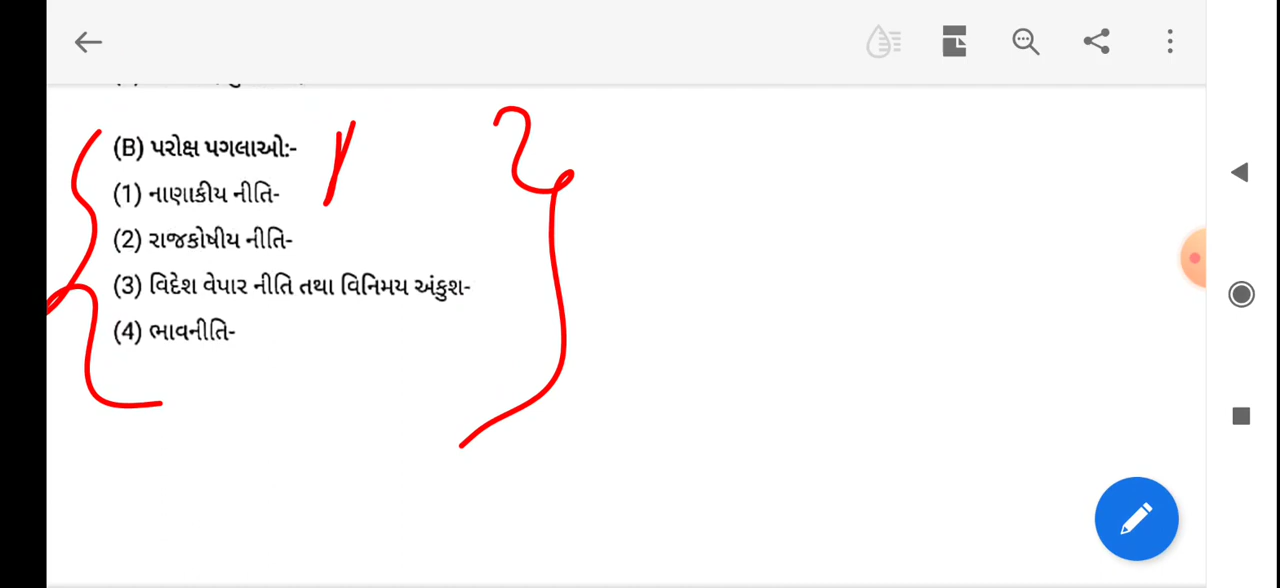 (B) પરોક્ષ પગલાઓ:-
(1) નાણાકીય નીતિ-
(2) રાજકોષીય નીતિ-
(3) વિદેશ વેપાર નીતિ તથા વિનિમય અંકુશ-
(4) ભાવનીતિ-